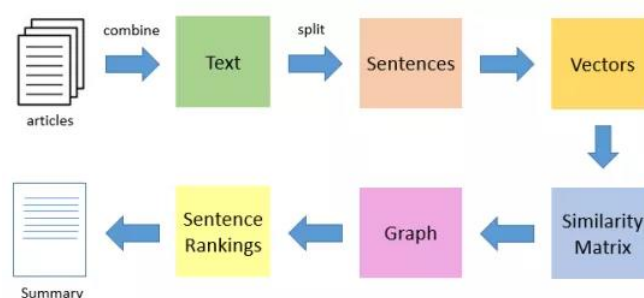 combine
split
Text
Sentences
Vectors
articles
Similarity
Matrix
Graph
Sentence
Rankings
Summary